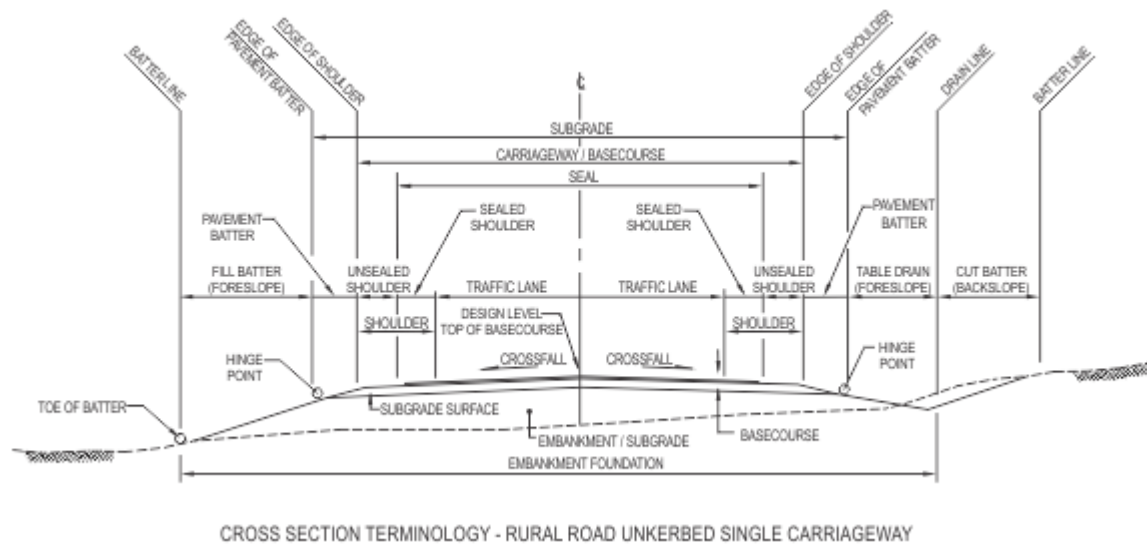 BATTER LINE
EDGE OF
PAVEMENT BATTER
EDGE OF SHOULDER
℄
EDGE OF SHOULDER
EDGE OF
PAVEMENT BATTER
DRAIN LINE
BATTER LINE
SUBGRADE
CARRIAGEWAY / BASECOURSE
SEAL
PAVEMENT
BATTER
SEALED
SHOULDER
SEALED
SHOULDER
PAVEMENT
BATTER
FILL BATTER
(FORESLOPE)
UNSEALED
SHOULDER
TRAFFIC LANE
TRAFFIC LANE
UNSEALED
SHOULDER
TABLE DRAIN
(FORESLOPE)
CUT BATTER
(BACKSLOPE)
SHOULDER
DESIGN LEVEL
TOP OF BASECOURSE
SHOULDER
HINGE
POINT
CROSSFALL
CROSSFALL
HINGE
POINT
TOE OF BATTER
SUBGRADE SURFACE
EMBANKMENT / SUBGRADE
BASECOURSE
EMBANKMENT FOUNDATION
CROSS SECTION TERMINOLOGY - RURAL ROAD UNKERBED SINGLE CARRIAGEWAY